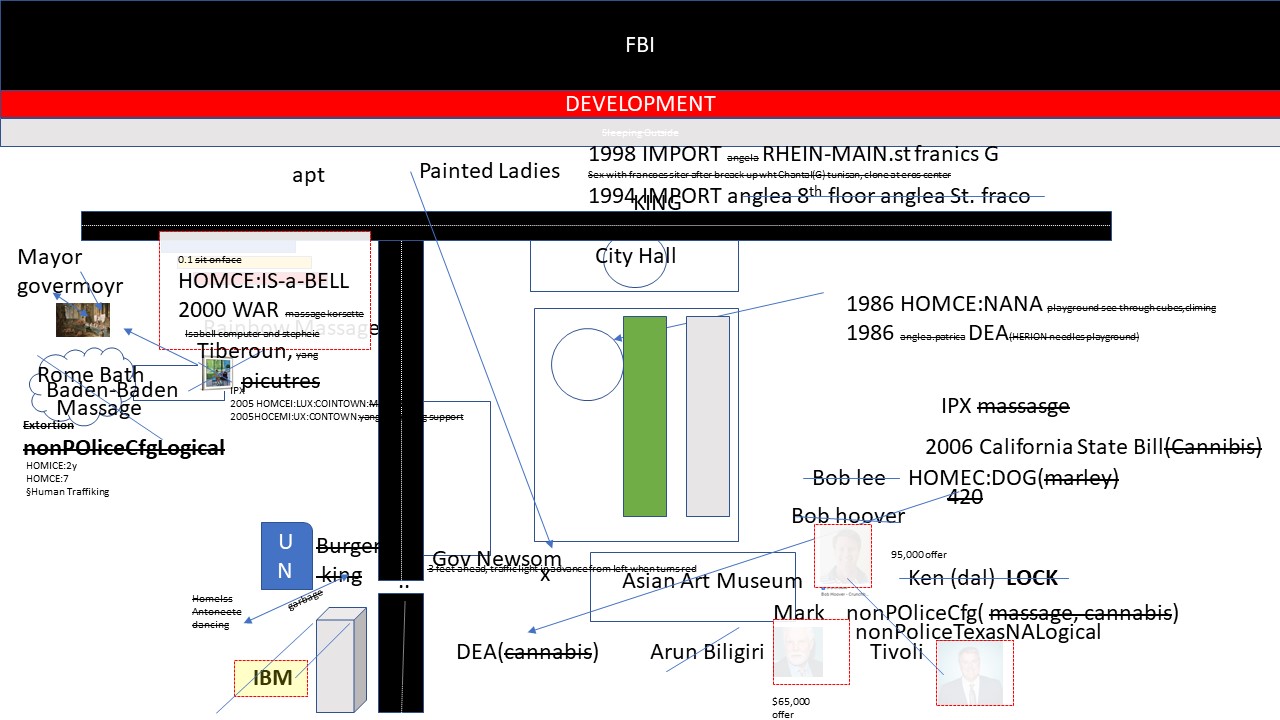 FBI
DEVELOPMENT
Sleeping Outside
1998 IMPORT angela RHEIN-MAIN.st franics G
Sex with francoes siter after breack up wht Chantal(G) tunisan, clone at eros center
1994 IMPORT anglea 8th floor anglea St. fraco
KING
apt
Painted Ladies
City Hall
Mayor
govermoyr
0.1 sit on face
HOMCE:IS-a-BELL
2000 WAR massage korsette
Rainbow Massage
Isabell computer and stepheie
Tiberoun, yang
picutres
IPX
2005 HOMCEI:LUX:COINTOWN:M
2005HOCEMI:UX:CONTOWN:yang
support
Rome Bath
Baden-Baden
Massage
Extortion
nonPOliceCfgLogical
HOMICE:2y
HOMCE:7
§Human Traffiking
1986 HOMCE:NANA playground see through cubes,climing
1986 anglea.patrica DEA(HERION needles playground)
IPX massasge
2006 California State Bill(Cannibis)
Bob lee HOMEC:DOG(marley)
420
Bob hoover
95,000 offer
Ken (dal) LOCK
U
N
Burger
king
garbage
Homelss
Antoneete
dancing
IBM
..
Gov Newsom
x
3 feet ahead, traffic light in advance from left when turns red
Asian Art Museum
Bob Hoover - Crunchb...
Mark nonPOliceCfg( massage, cannabis)
nonPoliceTexasNALogical
DEA(cannabis)
Arun Biligiri
Tivoli
$65,000
offer